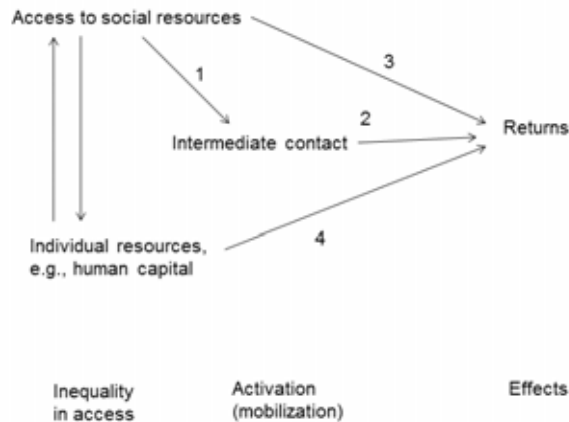 Access to social resources
3
1
2
Returns
Intermediate contact
Individual resources,
e.g., human capital
4
Inequality
in access
Activation
(mobilization)
Effects